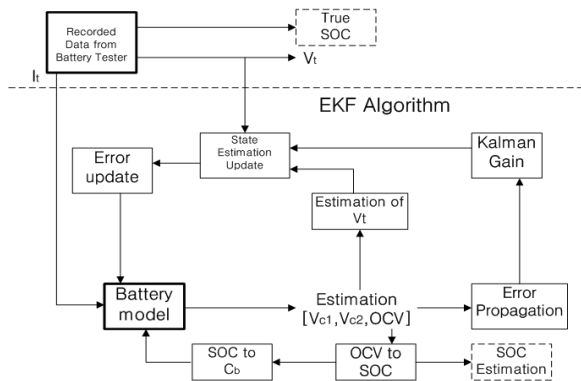 Recorded
Data from
Battery Tester
True
SOC
It
Vt
EKF Algorithm
State
Estimation
Update
Kalman
Gain
Error
update
Estimation of
Vt
Battery
model
Estimation
[Vc1,Vc2,OCV]
Error
Propagation
SOC to
Cb
OCV to
SOC
SOC
Estimation